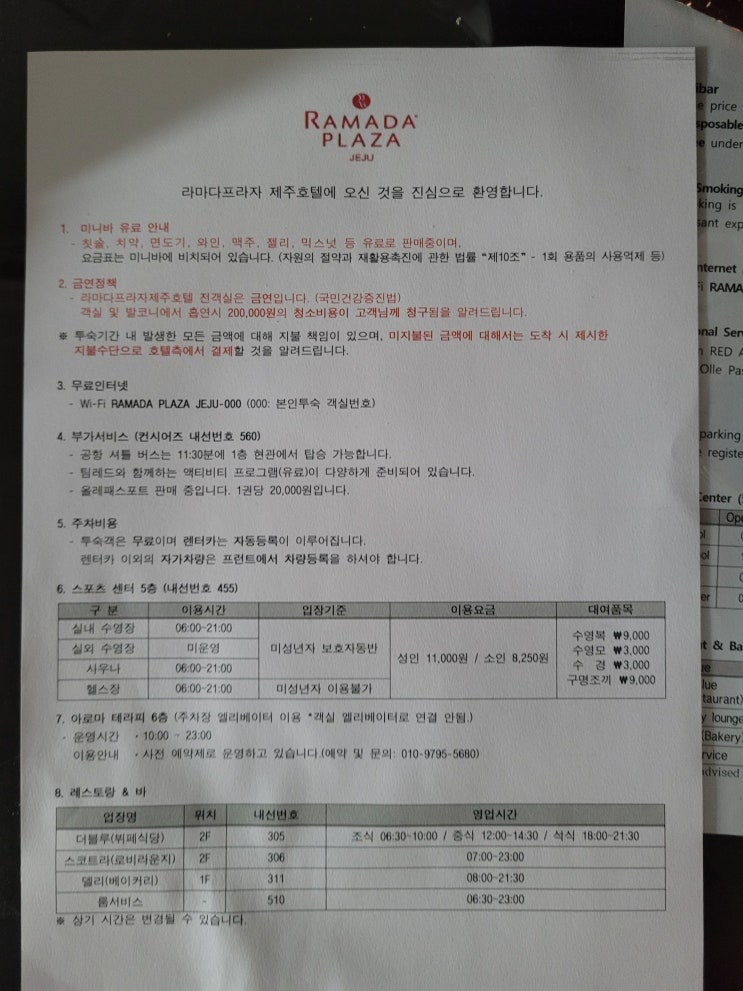 RAMADA
PLAZA
JEJU
라마다프라자 제주호텔에 오신 것을 진심으로 환영합니다.
1. 미니바 유료 안내
- 칫솔, 치약, 면도기, 와인, 맥주, 젤리, 믹스넛 등 유료로 판매중이며,
요금표는 미니바에 비치되어 있습니다. (자원의 절약과 재활용촉진에 관한 법률 "제10조" - 1회 용품의 사용억제 등)
2. 금연정책
- 라마다프라자제주호텔 전객실은 금연입니다. (국민건강증진법)
객실 및 발코니에서 흡연시 200,000원의 청소비용이 고객님께 청구됨을 알려드립니다.
※ 투숙기간 내 발생한 모든 금액에 대해 지불 책임이 있으며, 미지불된 금액에 대해서는 도착 시 제시한
지불수단으로 호텔측에서 결제할 것을 알려드립니다.
3. 무료인터넷
- Wi-Fi RAMADA PLAZA JEJU-000 (000: 본인투숙 객실번호)
4. 부가서비스 (컨시어즈 내선번호 560)
- 공항 셔틀 버스는 11:30분에 1층 현관에서 탑승 가능합니다.
- 팀레드와 함께하는 액티비티 프로그램(유료)이 다양하게 준비되어 있습니다.
- 올레패스포트 판매 중입니다. 1권당 20,000원입니다.
5. 주차비용
- 투숙객은 무료이며 렌터카는 자동등록이 이루어집니다.
렌터카 이외의 자가차량은 프런트에서 차량등록을 하셔야 합니다.
6. 스포츠 센터 5층 (내선번호 455)
구 분 이용시간 입장기준 이용요금 대여품목
실내 수영장 06:00-21:00
실외 수영장 미운영
사우나 06:00-21:00
헬스장 06:00-21:00
미성년자 보호자동반
미성년자 이용불가
성인 11,000원 / 소인 8,250원
수영복 ₩9,000
수영모 ₩3,000
수 경 ₩3,000
구명조끼 ₩9,000
7. 아로마 테라피 6층 (주차장 엘리베이터 이용 *객실 엘리베이터로 연결 안됨.)
- 운영시간 · 10:00 ~ 23:00
이용안내 · 사전 예약제로 운영하고 있습니다.(예약 및 문의: 010-9795-5680)
8. 레스토랑 & 바
업장명 위치 내선번호 영업시간
더블루(뷔페식당) 2F 305 조식 06:30-10:00 / 중식 12:00-14:30 / 석식 18:00-21:30
스코트라(로비라운지) 2F 306 07:00-23:00
델리(베이커리) 1F 311 08:00-21:30
룸서비스 - 510 06:30-23:00
※ 상기 시간은 변경될 수 있습니다.
price
under
Smoking
king is
Internet
RAMA
RED
Olle Pa
parking
registe
Center (
& Ba
lounge
(Bakery